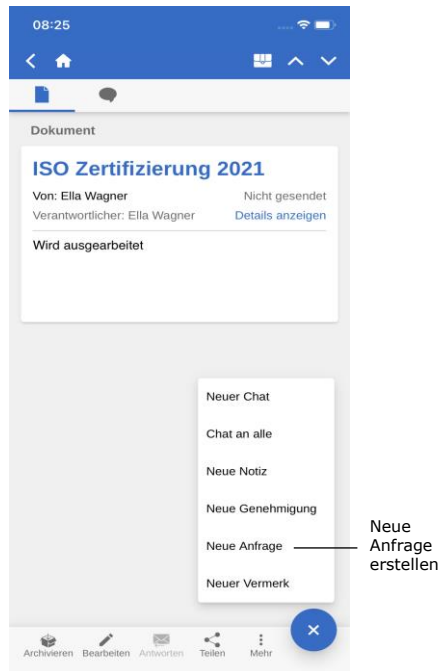 08:25
Dokument
ISO Zertifizierung 2021
Von: Ella Wagner Nicht gesendet
Verantwortlicher: Ella Wagner Details anzeigen
Wird ausgearbeitet
Neuer Chat
Chat an alle
Neue Notiz
Neue Genehmigung
Neue Anfrage
Neuer Vermerk
Neue
Anfrage
erstellen
Archivieren Bearbeiten Antworten Teilen Mehr